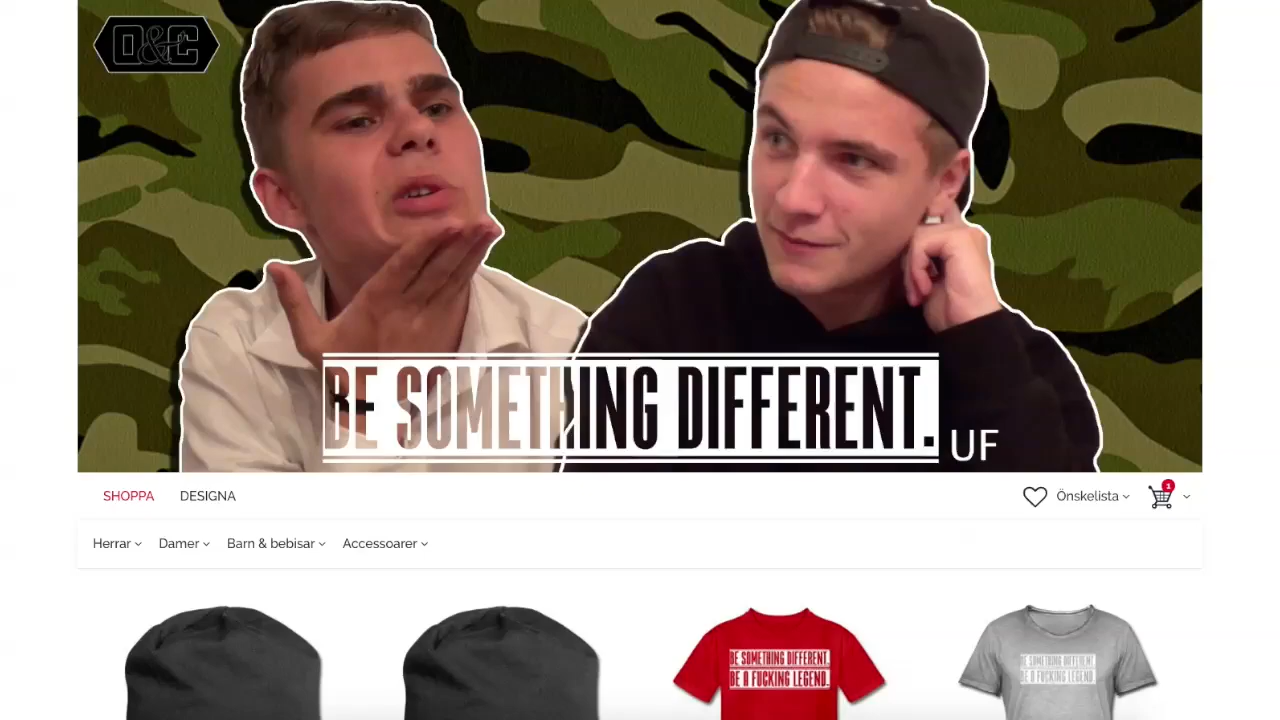 O&C
BE SOMETHING DIFFERENT.
UF
SHOPPA DESIGNA
Önskelista
1
Herrar Damer Barn & bebisar Accessoarer
BE SOMETHING DIFFERENT.
BE A FUCKING LEGEND.
BE SOMETHING DIFFERENT.
BE A FUCKING LEGEND.